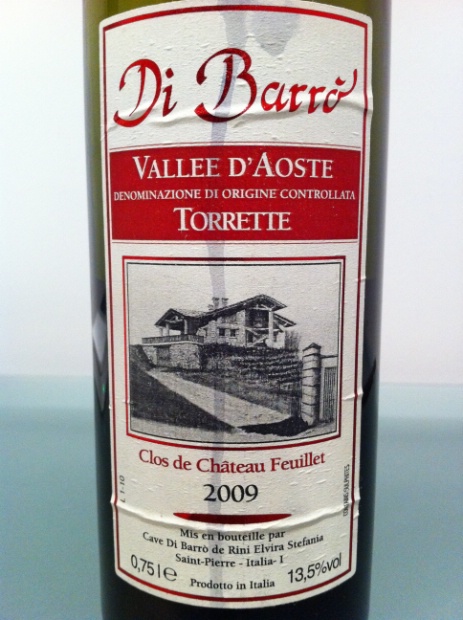 Di Barrò
VALLEE D'AOSTE
DENOMINAZIONE DI ORIGINE CONTROLLATA
TORRETTE
Clos de Château Feuillet
2009
Mis en bouteille par
Cave Di Barrò de Rini Elvira Stefania
Saint-Pierre - Italia- I
0,75 l e
Prodotto in Italia
13,5%vol